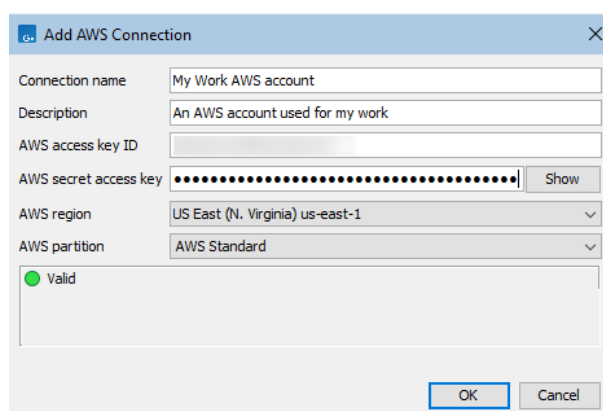 G. Add AWS Connection
Connection name My Work AWS account
Description An AWS account used for my work
AWS access key ID
AWS secret access key ••••••••••••••••••••••••••••••••••••••• Show
AWS region US East (N. Virginia) us-east-1
AWS partition AWS Standard
Valid
OK Cancel